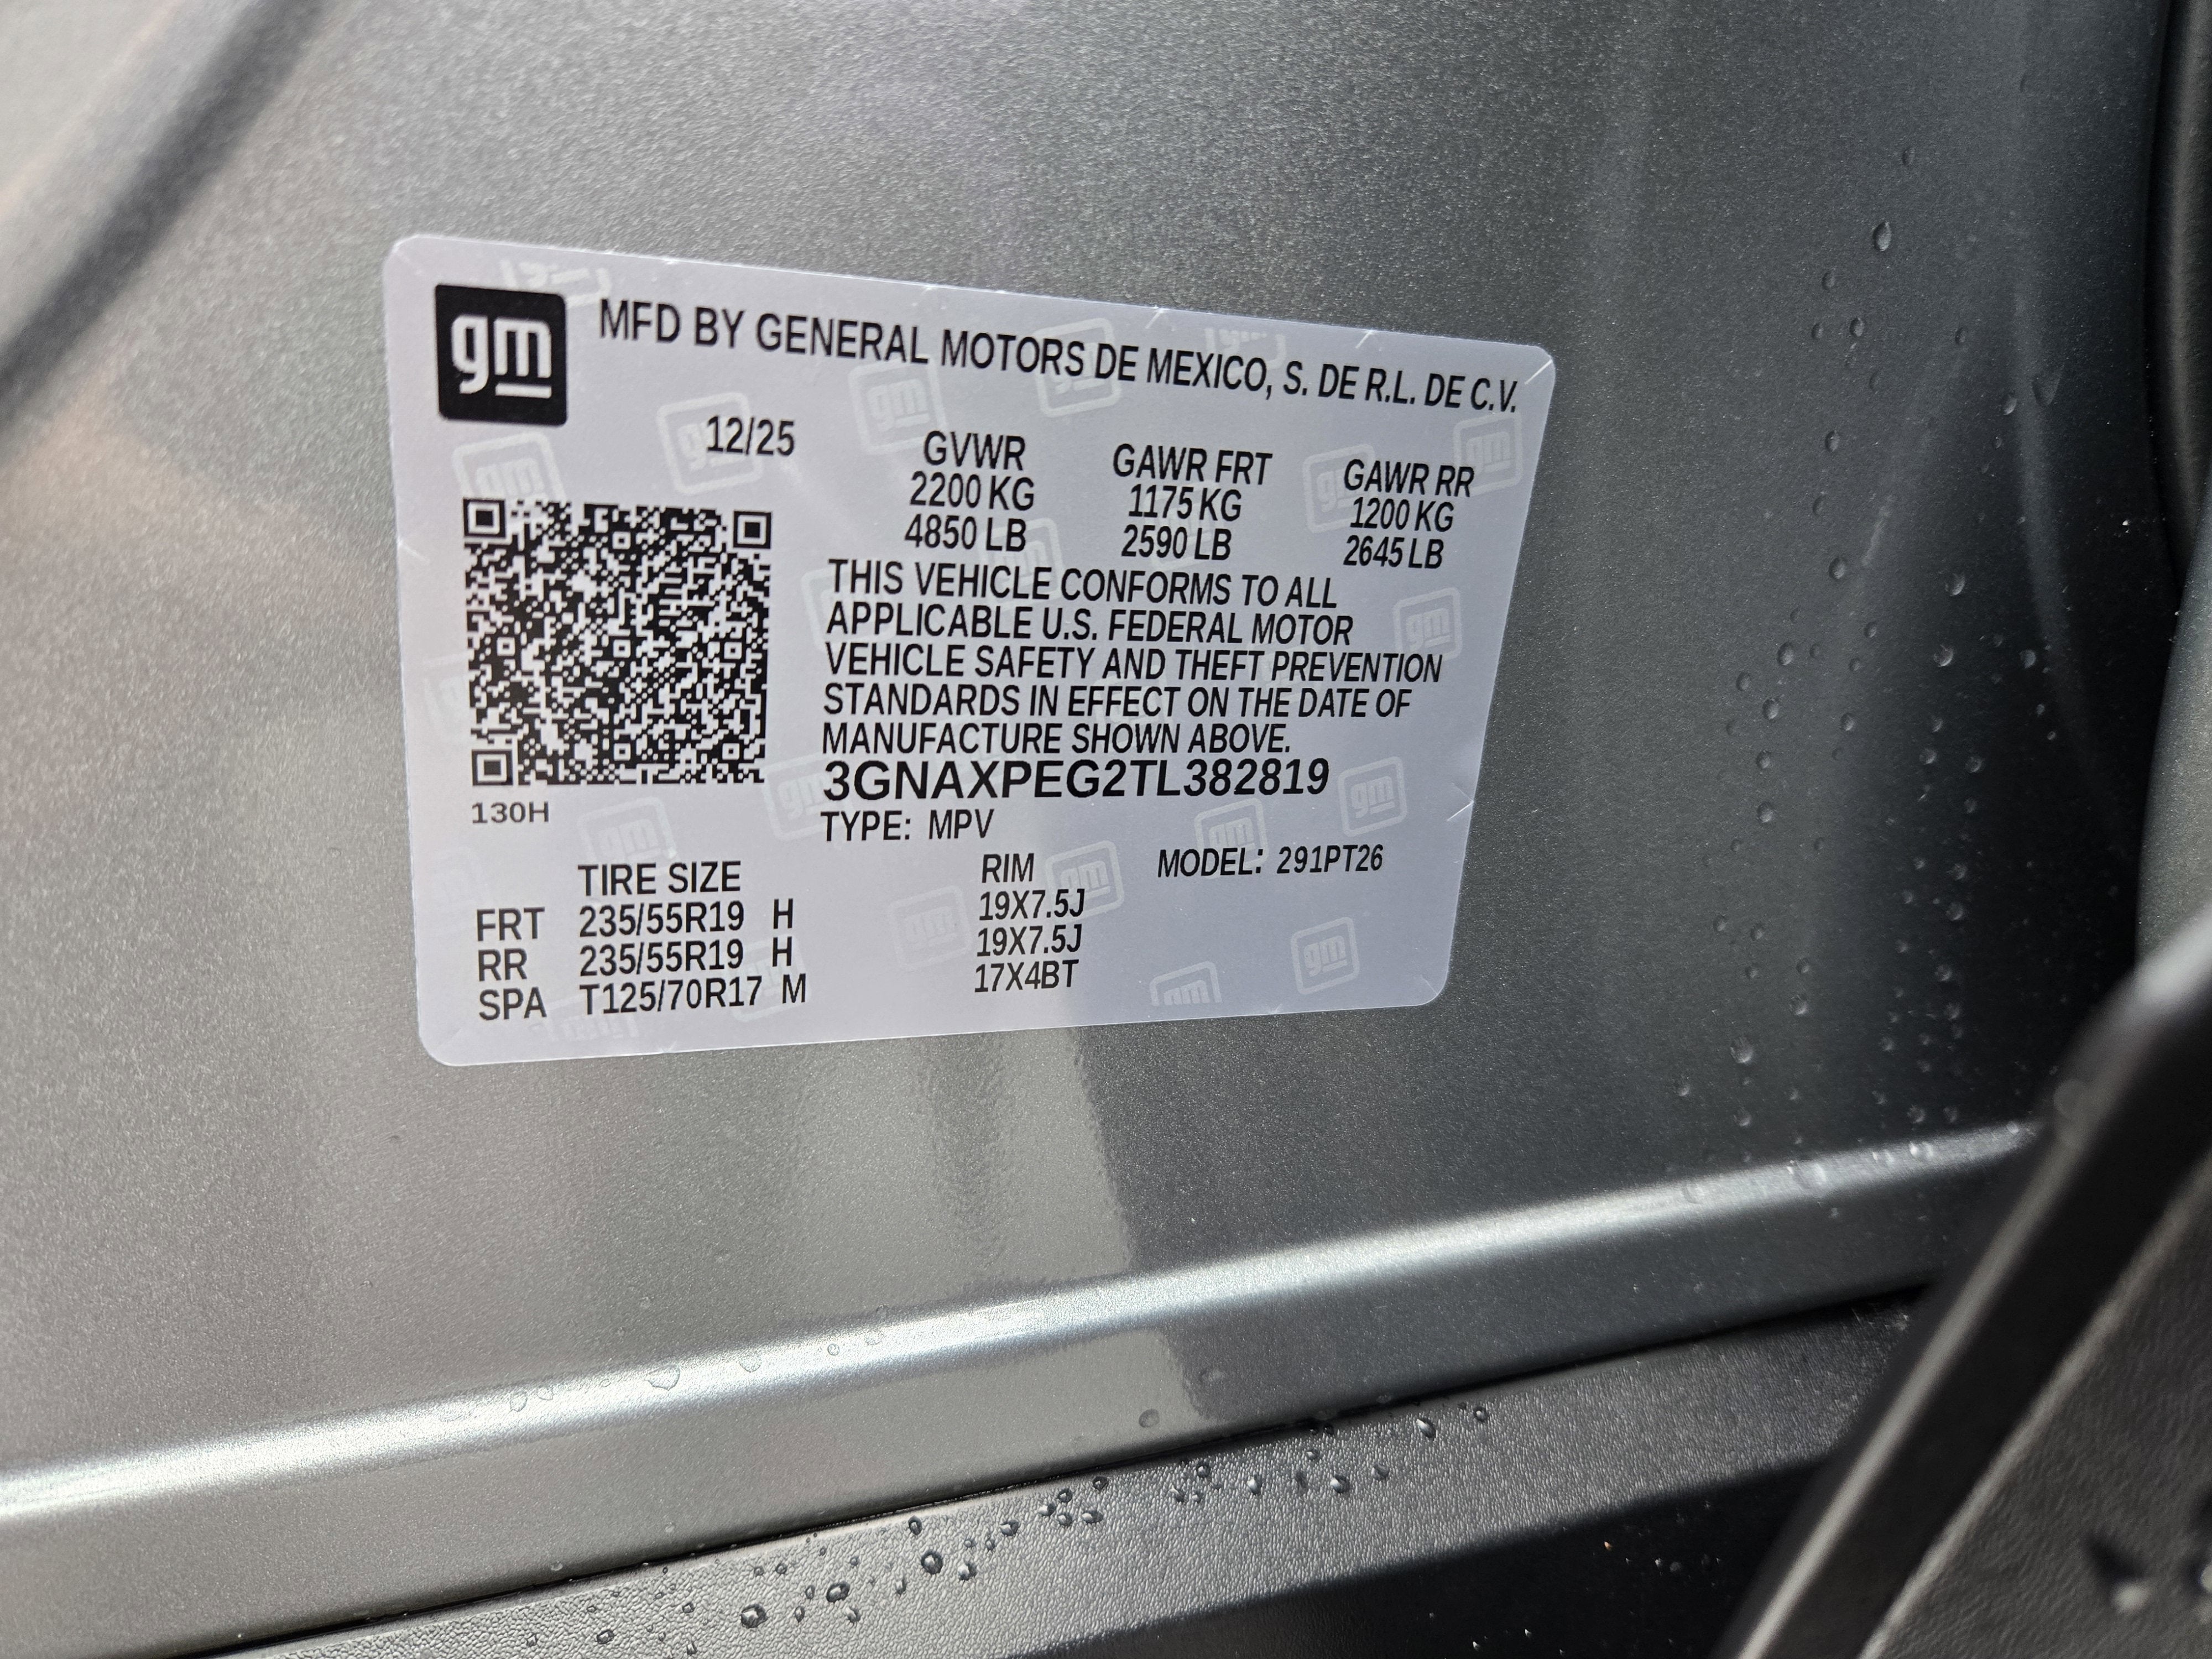 gm MFD BY GENERAL MOTORS DE MEXICO, S. DE R.L. DE C.V.
12/25
GVWR GAWR FRT GAWR RR
2200 KG 1175 KG 1200 KG
4850 LB 2590 LB 2645 LB
THIS VEHICLE CONFORMS TO ALL
APPLICABLE U.S. FEDERAL MOTOR
VEHICLE SAFETY AND THEFT PREVENTION
STANDARDS IN EFFECT ON THE DATE OF
MANUFACTURE SHOWN ABOVE.
3GNAXPEG2TL382819
130H
TYPE: MPV
TIRE SIZE RIM MODEL: 291PT26
FRT 235/55R19 H 19X7.5J
RR 235/55R19 H 19X7.5J
SPA T125/70R17 M 17X4BT